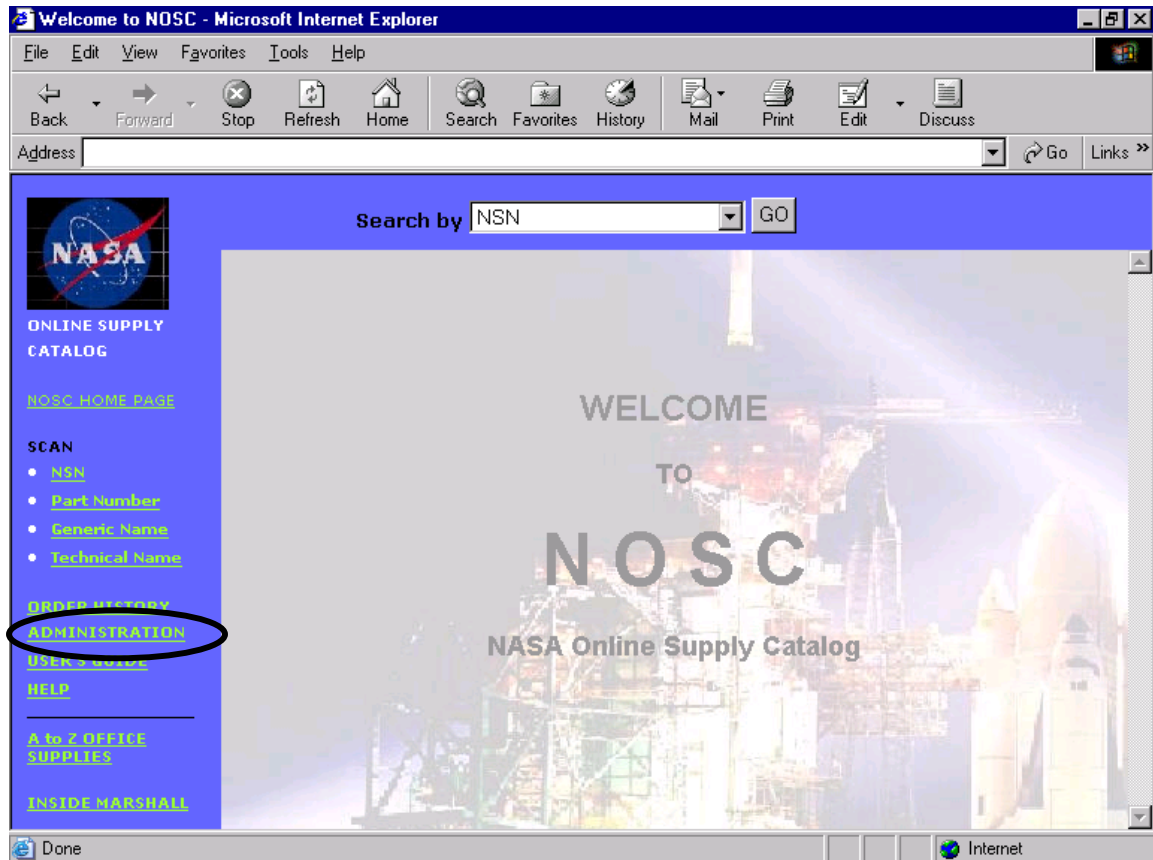 Welcome to NOSC - Microsoft Internet Explorer
File Edit View Favorites Tools Help
Back Forward Stop Refresh Home Search Favorites History Mail Print Edit Discuss
Address Go Links »
NASA
Search by NSN GO
ONLINE SUPPLY
CATALOG
NOSC HOME PAGE
SCAN
NSN
Part Number
Generic Name
Technical Name
ORDER HISTORY
ADMINISTRATION
USER'S GUIDE
HELP
A to Z OFFICE
SUPPLIES
INSIDE MARSHALL
WELCOME
TO
NOSC
NASA Online Supply Catalog
Done Internet